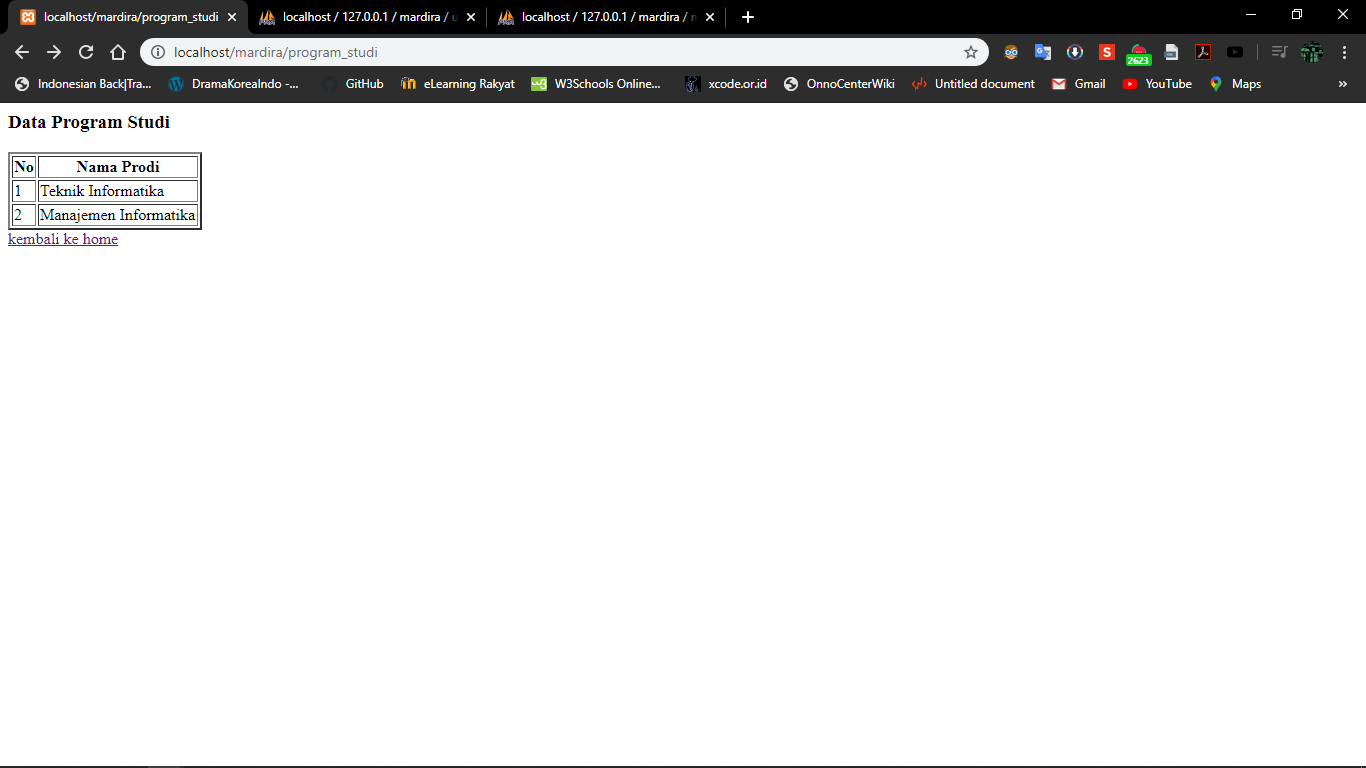 localhost/mardira/program_studi
localhost / 127.0.0.1 / mardira / u
localhost / 127.0.0.1 / mardira /
localhost/mardira/program_studi
2623
Indonesian Back|Tra...
DramaKoreaIndo -...
GitHub
eLearning Rakyat
W3Schools Online...
xcode.or.id
OnnoCenterWiki
Untitled document
Gmail
YouTube
Maps
»
Data Program Studi
No Nama Prodi
1 Teknik Informatika
2 Manajemen Informatika
kembali ke home